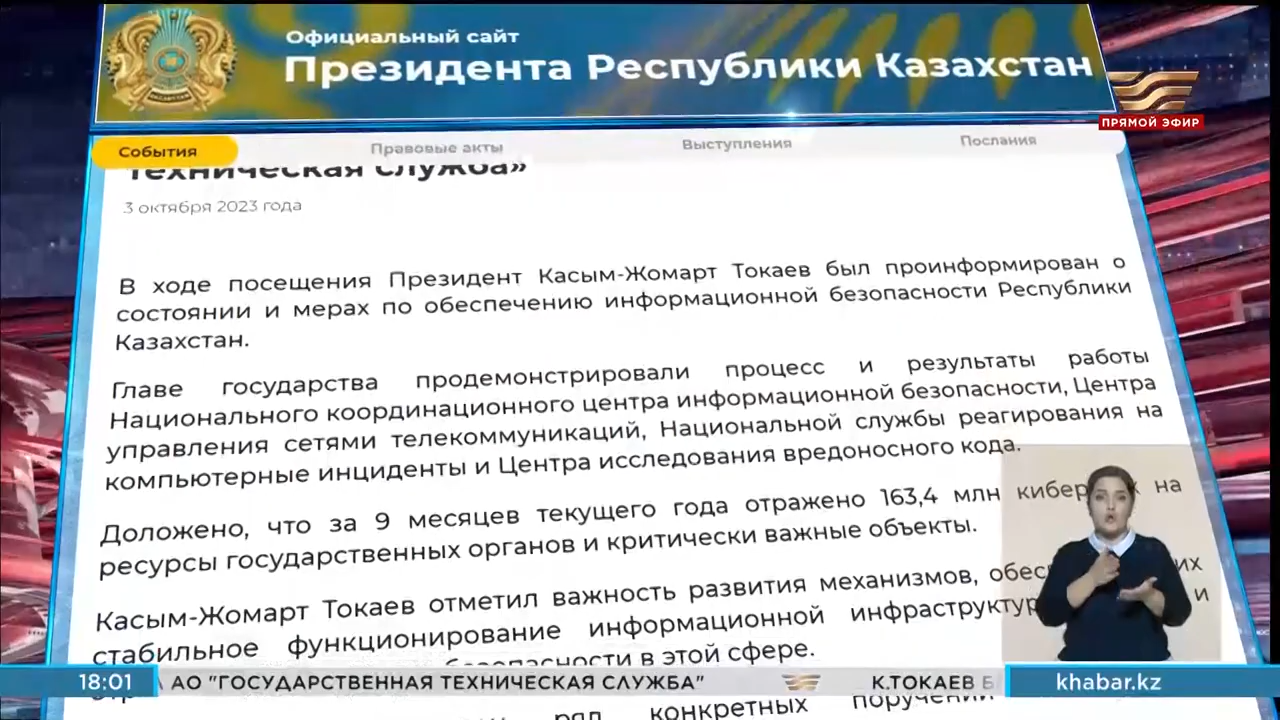 Официальный сайт
Президента Республики Казахстан
ПРЯМОЙ ЭФИР
События
Правовые акты
Выступления
Послания
техническая служба»
3 октября 2023 года
В ходе посещения Президент Касым-Жомарт Токаев был проинформирован о
состоянии и мерах по обеспечению информационной безопасности Республики
Казахстан.
Главе государства продемонстрировали процесс и результаты работы
Национального координационного центра информационной безопасности, Центра
управления сетями телекоммуникаций, Национальной службы реагирования на
компьютерные инциденты и Центра исследования вредоносного кода.
Доложено, что за 9 месяцев текущего года отражено 163,4 млн кибер на
ресурсы государственных органов и критически важные объекты.
Касым-Жомарт Токаев отметил важность развития механизмов,
стабильное функционирование информационной и
безопасности в этой сфере.
ряд конкретных поручений
18:01
АО "ГОСУДАРСТВЕННАЯ ТЕХНИЧЕСКАЯ СЛУЖБА"
К.ТОКАЕВ
khabar.kz